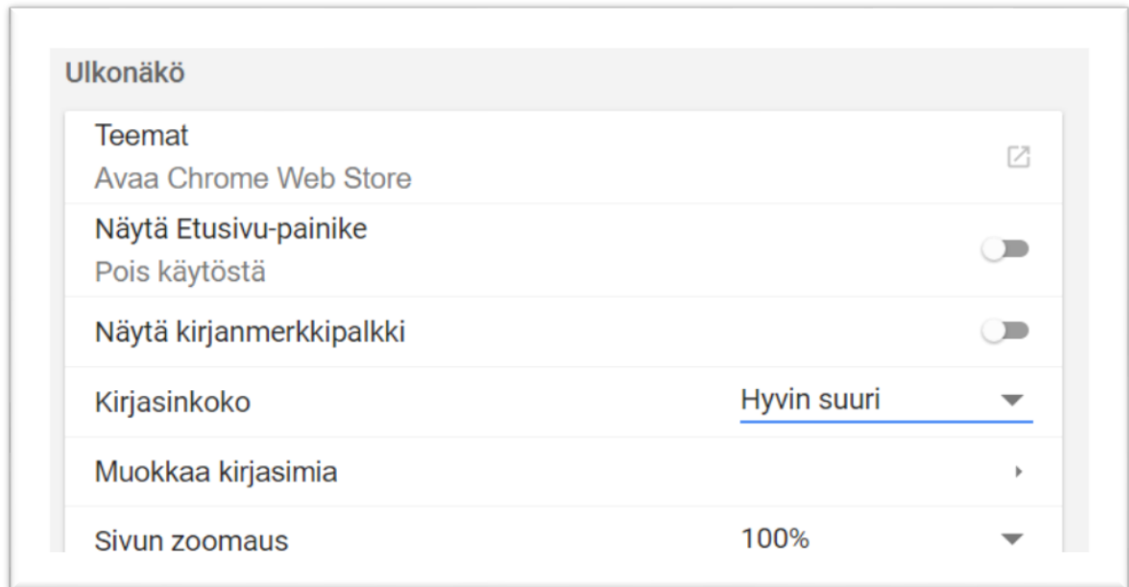 Ulkonäkö
Teemat
Avaa Chrome Web Store
Näytä Etusivu-painike
Pois käytöstä
Näytä kirjanmerkkipalkki
Kirjasinkoko Hyvin suuri
Muokkaa kirjasimia
Sivun zoomaus 100%